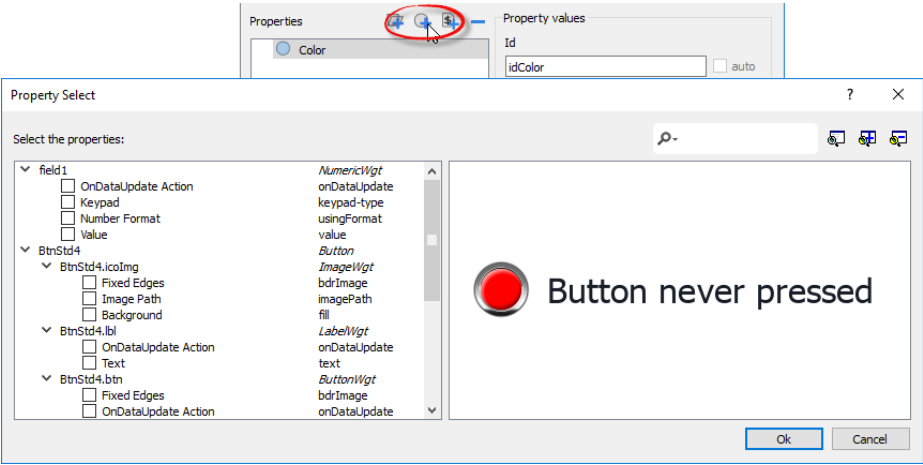 Properties
Property values
Color
Id
idColor
auto
Property Select
?
Select the properties:
field1 NumericWgt
OnDataUpdate Action onDataUpdate
Keypad keypad-type
Number Format usingFormat
Value value
BtnStd4 Button
BtnStd4.icoImg ImageWgt
Fixed Edges bdrImage
Image Path imagePath
Background fill
BtnStd4.lbl LabelWgt
OnDataUpdate Action onDataUpdate
Text text
BtnStd4.btn ButtonWgt
Fixed Edges bdrImage
OnDataUpdate Action onDataUpdate
Button never pressed
Ok
Cancel